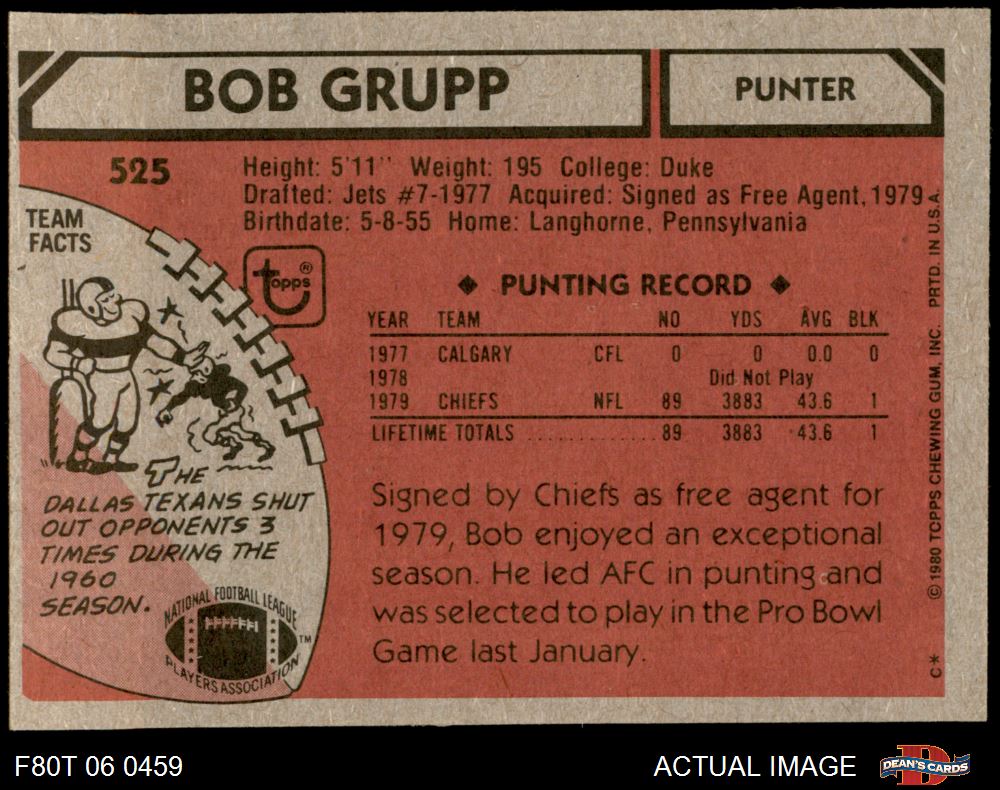 BOB GRUPP
PUNTER
525
Height: 5'11" Weight: 195 College: Duke
Drafted: Jets #7-1977 Acquired: Signed as Free Agent, 1979
Birthdate: 5-8-55 Home: Langhorne, Pennsylvania
TEAM
FACTS
topps®
◆ PUNTING RECORD ◆
YEAR TEAM NO YDS AVG BLK
1977 CALGARY CFL 0 0 0.0 0
1978 Did Not Play
1979 CHIEFS NFL 89 3883 43.6 1
LIFETIME TOTALS .............. 89 3883 43.6 1
THE
DALLAS TEXANS SHUT
OUT OPPONENTS 3
TIMES DURING THE
1960
SEASON.
NATIONAL FOOTBALL LEAGUE
PLAYERS ASSOCIATION
TM
Signed by Chiefs as free agent for
1979, Bob enjoyed an exceptional
season. He led AFC in punting and
was selected to play in the Pro Bowl
Game last January.
C* © 1980 TOPPS CHEWING GUM, INC. PRTD. IN U.S.A.
F80T 06 0459
ACTUAL IMAGE
DEAN'S CARDS